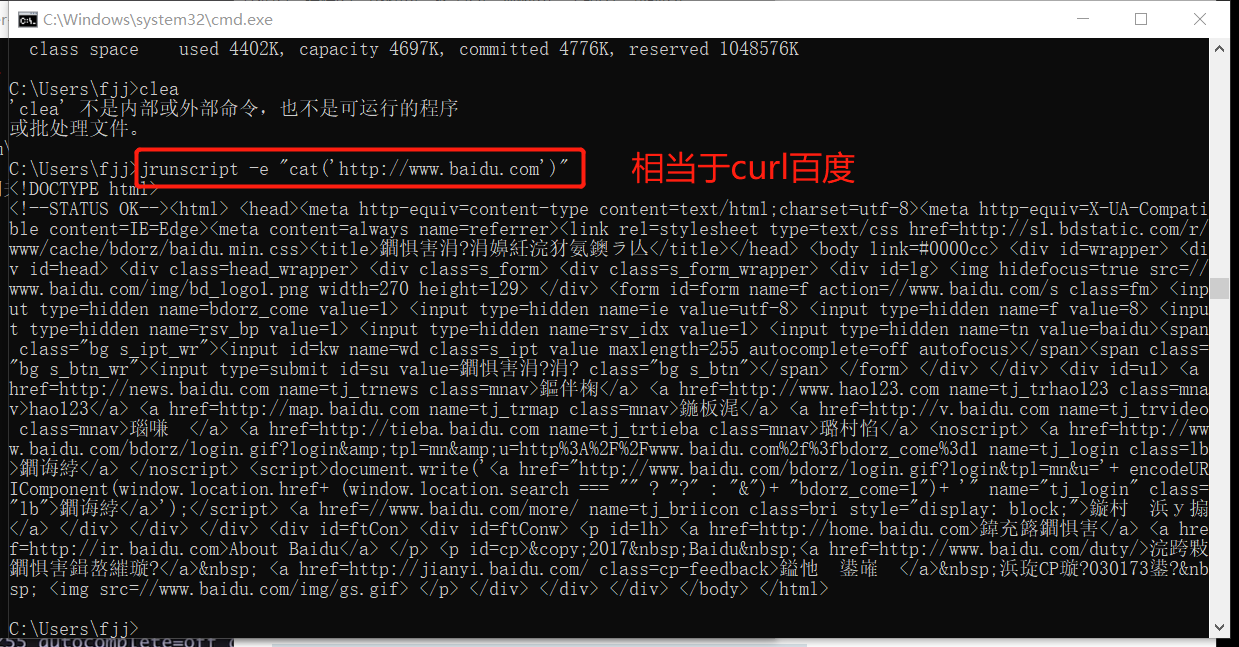 C:\Windows\system32\cmd.exe
class space    used 4402K, capacity 4697K, committed 4776K, reserved 1048576K
C:\Users\fjj>clea
'clea' 不是内部或外部命令，也不是可运行的程序
或批处理文件。
C:\Users\fjj>jrunscript -e "cat('http://www.baidu.com')"
相当于curl百度
<!DOCTYPE html>
<!--STATUS OK--><html> <head><meta http-equiv=content-type content=text/html;charset=utf-8><meta http-equiv=X-UA-Compati
ble content=IE-Edge><meta content=always name=referrer><link rel=stylesheet type=text/css href=http://s1.bdstatic.com/r/
www/cache/bdorz/baidu.min.css><title>鐧惧害涓?涓嬶紝浣犲氨鐭ラ亾</title></head> <body link=#0000cc> <div id=wrapper> <di
v id=head> <div class=head_wrapper> <div class=s_form> <div class=s_form_wrapper> <div id=lg> <img hidefocus=true src=//
www.baidu.com/img/bd_logo1.png width=270 height=129> </div> <form id=form name=f action=//www.baidu.com/s class=fm> <inp
ut type=hidden name=bdorz_come value=1> <input type=hidden name=ie value=utf-8> <input type=hidden name=f value=8> <inpu
t type=hidden name=rsv_bp value=1> <input type=hidden name=rsv_idx value=1> <input type=hidden name=tn value=baidu><span
 class="bg s_ipt_wr"><input id=kw name=wd class=s_ipt value maxlength=255 autocomplete=off autofocus></span><span class=
"bg s_btn_wr"><input type=submit id=su value=鐧惧害涓?涓? class="bg s_btn"></span> </form> </div> </div> <div id=u1> <a
href=http://news.baidu.com name=tj_trnews class=mnav>鏂伴椈</a> <a href=http://www.hao123.com name=tj_trhao123 class=mna
v>hao123</a> <a href=http://map.baidu.com name=tj_trmap class=mnav>鍦板浘</a> <a href=http://v.baidu.com name=tj_trvideo
 class=mnav>瑙嗛</a> <a href=http://tieba.baidu.com name=tj_trtieba class=mnav>璐村惂</a> <noscript> <a href=http://ww
w.baidu.com/bdorz/login.gif?login&amp;tpl=mn&amp;u=http%3A%2F%2Fwww.baidu.com%2f%3fbdorz_come%3d1 name=tj_login class=lb
>鐧诲綍</a> </noscript> <script>document.write('<a href="http://www.baidu.com/bdorz/login.gif?login&tpl=mn&u='+ encodeUR
IComponent(window.location.href+ (window.location.search === "" ? "?" : "&")+ "bdorz_come=1")+ '" name="tj_login" class=
"lb">鐧诲綍</a>');</script> <a href=//www.baidu.com/more/ name=tj_briicon class=bri style="display: block;">鏇村 浜у搧
</a> </div> </div> </div> <div id=ftCon> <div id=ftConw> <p id=lh> <a href=http://home.baidu.com>鍏充簬鐧惧害</a> <a hre
f=http://ir.baidu.com>About Baidu</a> </p> <p id=cp>&copy;2017&nbsp;Baidu&nbsp;<a href=http://www.baidu.com/duty/>浣跨敤
鐧惧害鍓嶅繀璇?</a>&nbsp; <a href=http://jianyi.baidu.com/ class=cp-feedback></a>&nbsp;浜琁CP璇?030173鍙?&nb
sp; <img src=//www.baidu.com/img/gs.gif> </p> </div> </div> </div> </body> </html>
C:\Users\fjj>